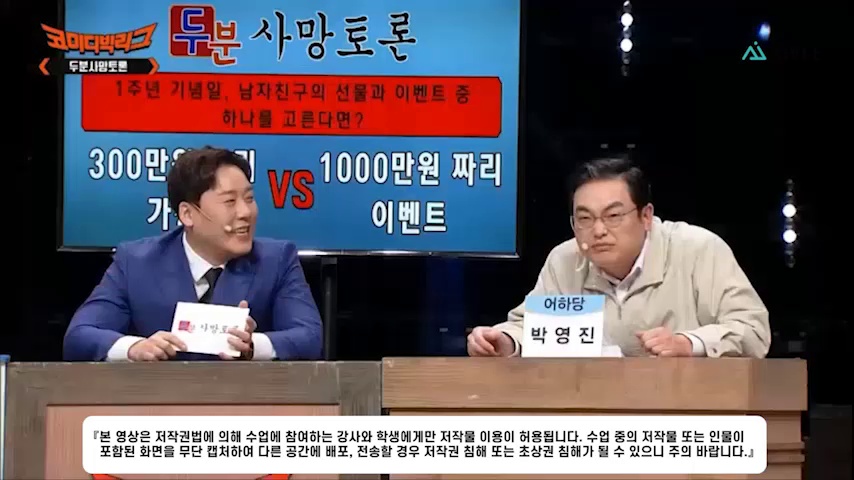 코미디빅리그
두분사망토론
두분 사망토론
1주년 기념일, 남자친구의 선물과 이벤트 중
하나를 고른다면?
300만원
VS
1000만원 짜리
이벤트
어하당
박영진
두분 사망토론
『본 영상은 저작권법에 의해 수업에 참여하는 강사와 학생에게만 저작물 이용이 허용됩니다. 수업 중의 저작물 또는 인물이
포함된 화면을 무단 캡처하여 다른 공간에 배포, 전송할 경우 저작권 침해 또는 초상권 침해가 될 수 있으니 주의 바랍니다.』